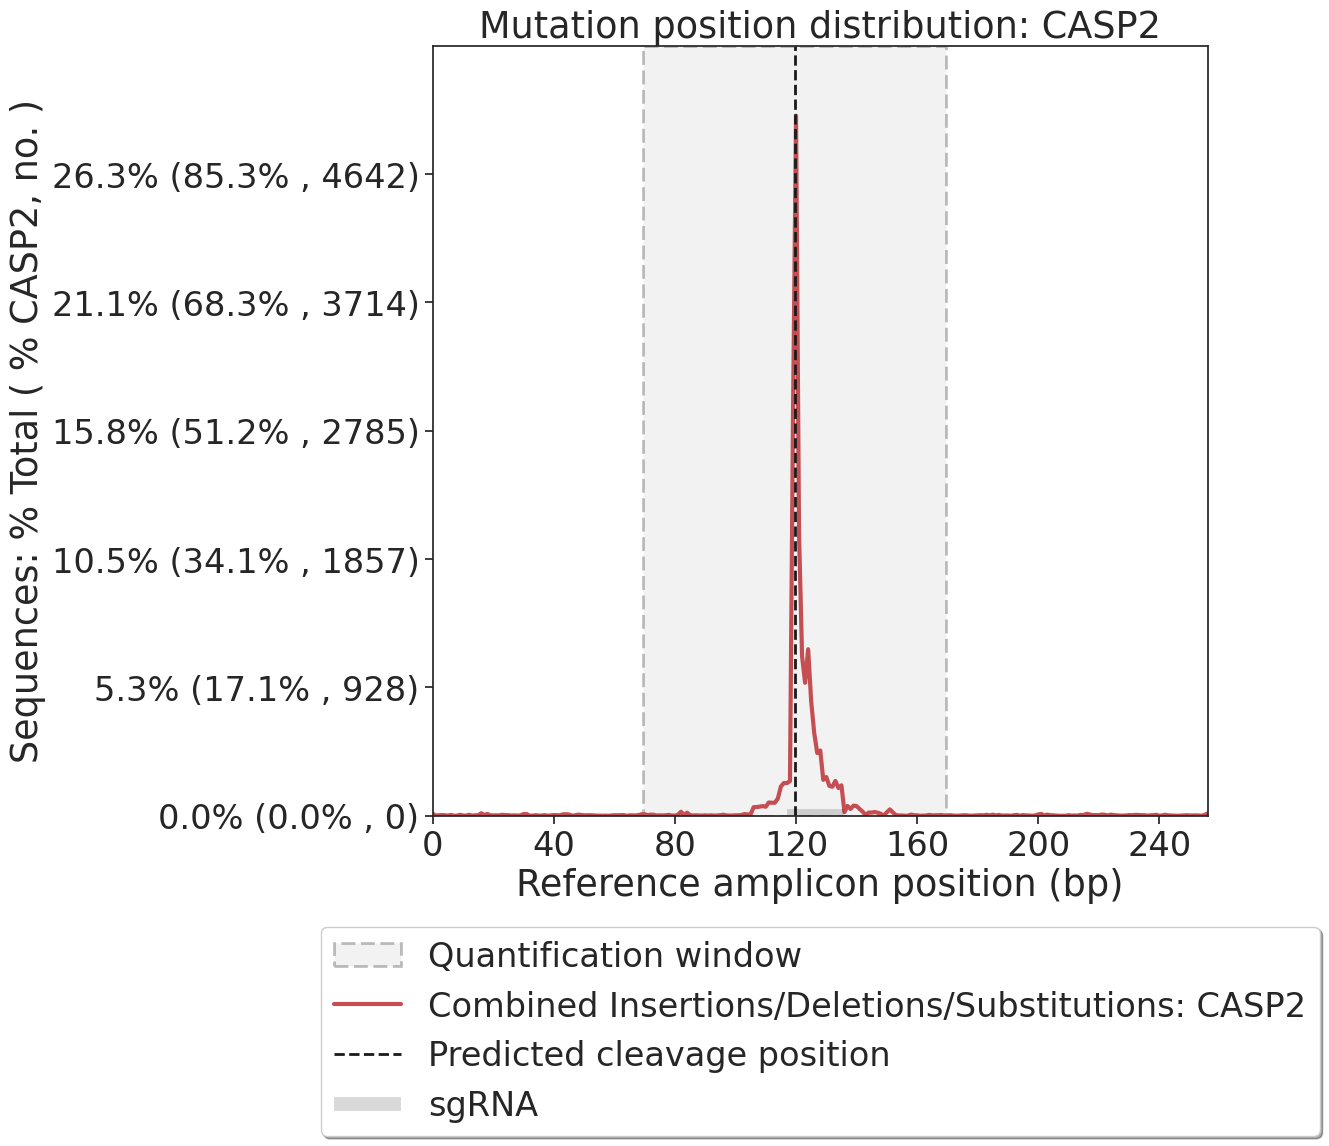 Mutation position distribution: CASP2
Sequences: % Total ( % CASP2, no. )
26.3% (85.3% , 4642)
21.1% (68.3% , 3714)
15.8% (51.2% , 2785)
10.5% (34.1% , 1857)
5.3% (17.1% , 928)
0.0% (0.0% , 0)
0 40 80 120 160 200 240
Reference amplicon position (bp)
Quantification window
Combined Insertions/Deletions/Substitutions: CASP2
Predicted cleavage position
sgRNA